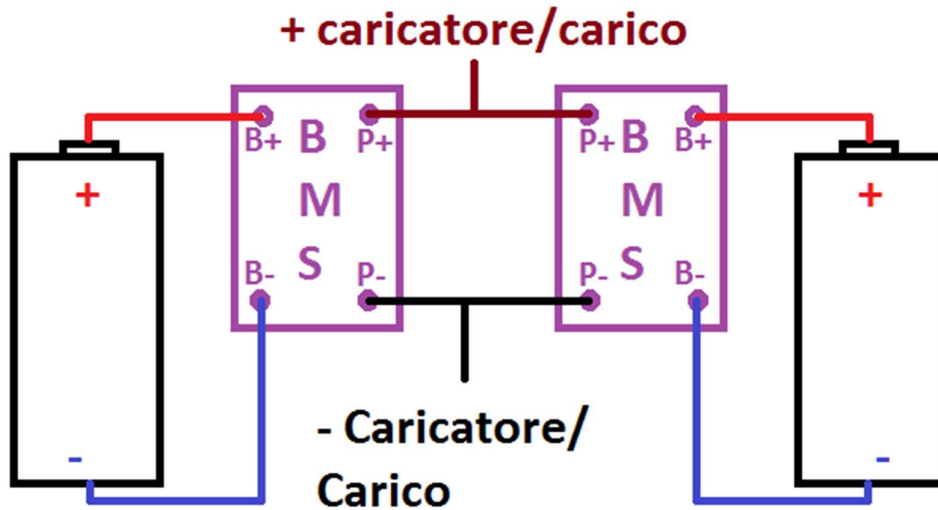 + caricatore/carico
B+ B P+
M
B- S P-
P+ B B+
M
P- S B-
+
-
+
-
- Caricatore/
Carico